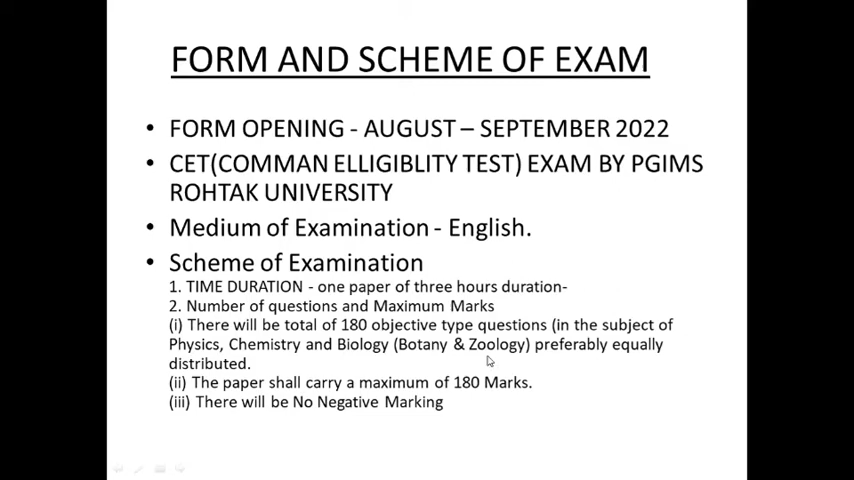 FORM AND SCHEME OF EXAM
• FORM OPENING - AUGUST – SEPTEMBER 2022
• CET(COMMAN ELLIGIBLITY TEST) EXAM BY PGIMS
ROHTAK UNIVERSITY
• Medium of Examination - English.
• Scheme of Examination
1. TIME DURATION - one paper of three hours duration-
2. Number of questions and Maximum Marks
(i) There will be total of 180 objective type questions (in the subject of
Physics, Chemistry and Biology (Botany & Zoology) preferably equally
distributed.
(ii) The paper shall carry a maximum of 180 Marks.
(iii) There will be No Negative Marking